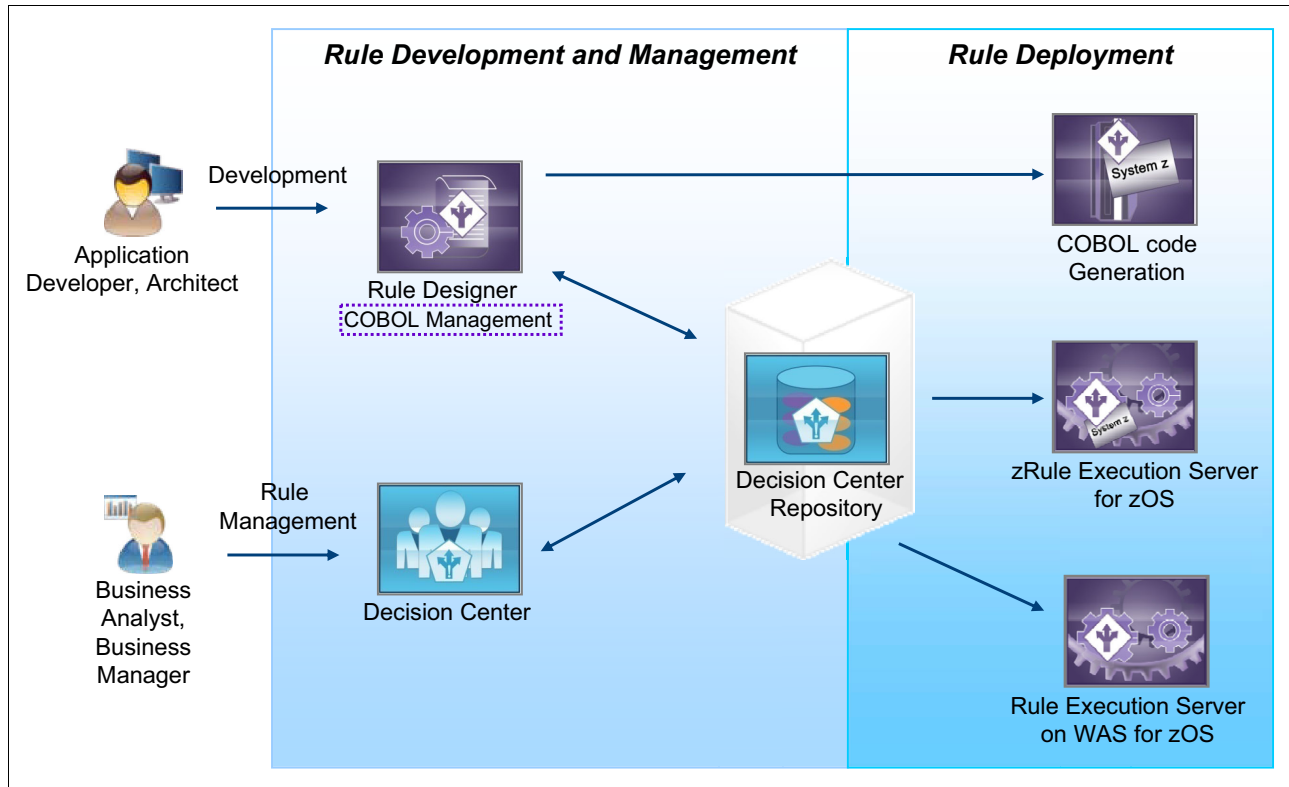 Rule Development and Management
Rule Deployment
Development
Application
Developer, Architect
Rule Designer
COBOL Management
System z
COBOL code
Generation
Decision Center
Repository
System z
zRule Execution Server
for zOS
Rule
Management
Business
Analyst,
Business
Manager
Decision Center
Rule Execution Server
on WAS for zOS